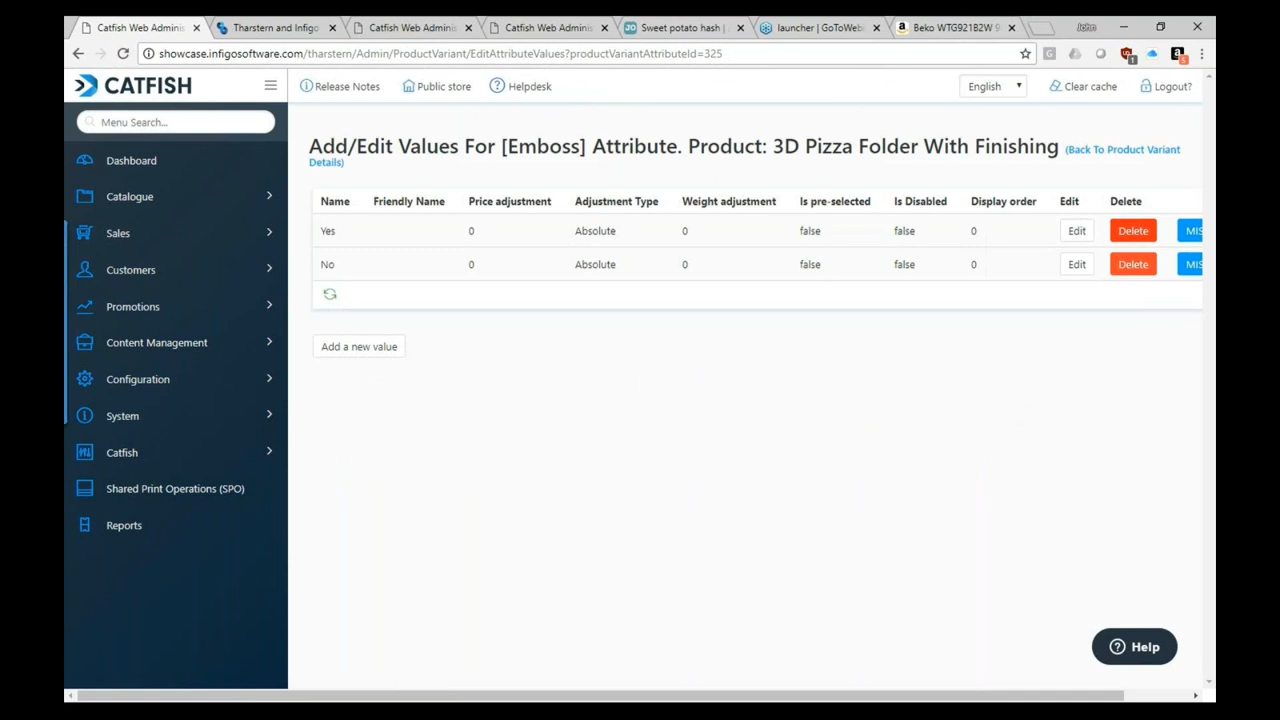 Catfish Web Adminis
Tharstern and Infigo
Catfish Web Adminis
Catfish Web Adminis
JO Sweet potato hash |
launcher | GoToWebi
Beko WTG921B2W 9
John
showcase.infigosoftware.com/tharstern/Admin/ProductVariant/EditAttributeValues?productVariantAttributeId=325
CATFISH
Release Notes
Public store
Helpdesk
English
Clear cache
Logout?
Menu Search...
Dashboard
Catalogue
Sales
Customers
Promotions
Content Management
Configuration
System
Catfish
Shared Print Operations (SPO)
Reports
Add/Edit Values For [Emboss] Attribute. Product: 3D Pizza Folder With Finishing (Back To Product Variant
Details)
Name Friendly Name Price adjustment Adjustment Type Weight adjustment Is pre-selected Is Disabled Display order Edit Delete
Yes 0 Absolute 0 false false 0 Edit Delete MIS
No 0 Absolute 0 false false 0 Edit Delete MIS
Add a new value
Help